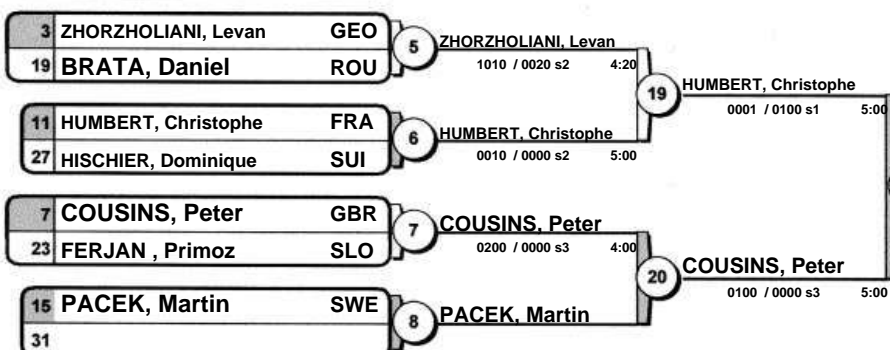 3 ZHORZHOLIANI, Levan GEO
19 BRATA, Daniel ROU
5
ZHORZHOLIANI, Levan
1010 / 0020 s2 4:20
11 HUMBERT, Christophe FRA
27 HISCHIER, Dominique SUI
6
HUMBERT, Christophe
0010 / 0000 s2 5:00
19
HUMBERT, Christophe
0001 / 0100 s1 5:00
7 COUSINS, Peter GBR
23 FERJAN , Primoz SLO
7
COUSINS, Peter
0200 / 0000 s3 4:00
15 PACEK, Martin SWE
31
8
PACEK, Martin
20
COUSINS, Peter
0100 / 0000 s3 5:00